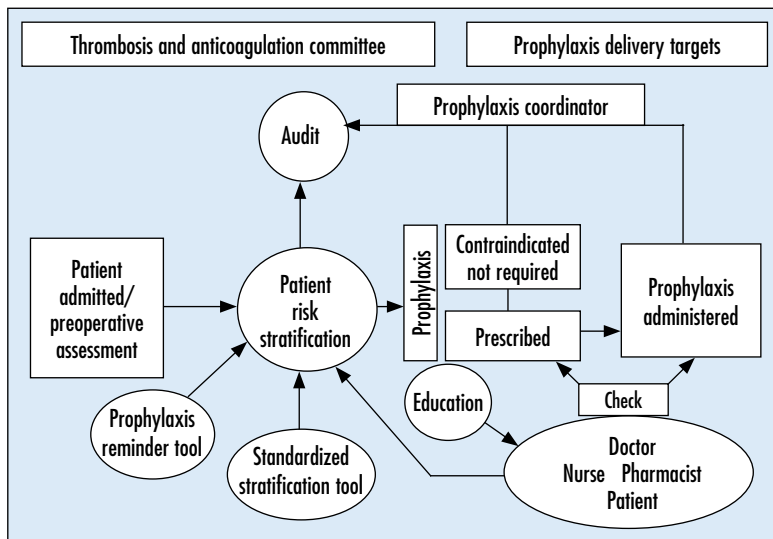 Thrombosis and anticoagulation committee
Prophylaxis delivery targets
Prophylaxis coordinator
Audit
Patient
admitted/
preoperative
assessment
Patient
risk
stratification
Prophylaxis
Contraindicated
not required
Prescribed
Prophylaxis
administered
Prophylaxis
reminder tool
Standardized
stratification tool
Education
Check
Doctor
Nurse Pharmacist
Patient